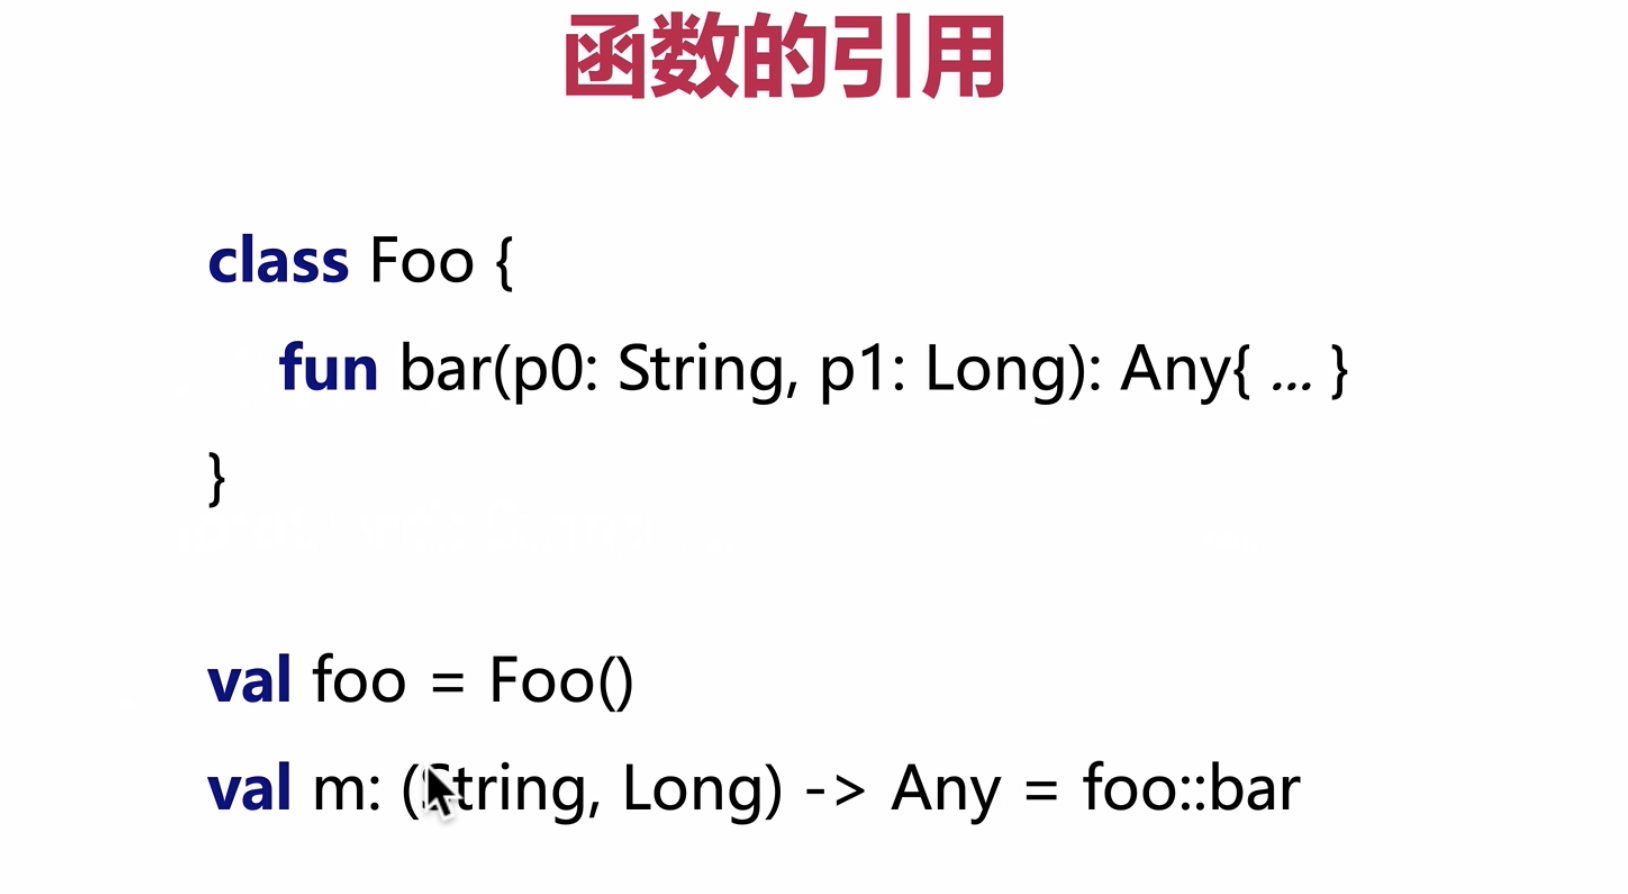 函数的引用
class Foo {
fun bar(p0: String, p1: Long): Any{ ... }
}
val foo = Foo()
val m: (String, Long) -> Any = foo::bar